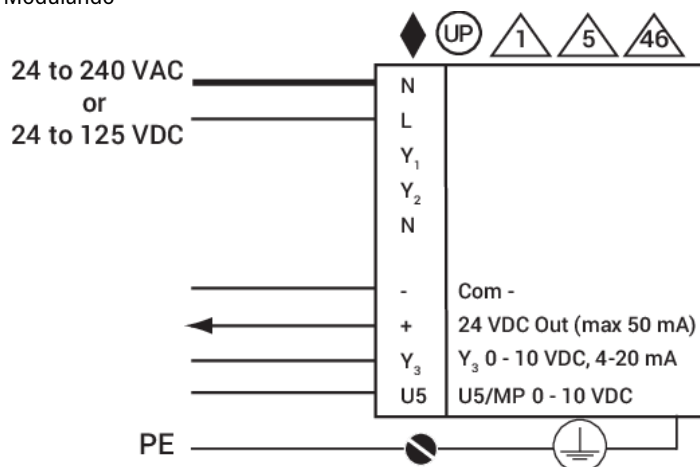 Modulando
UP 1 5 46
24 to 240 VAC
or
24 to 125 VDC
N
L
Y₁
Y₂
N
- Com -
+ 24 VDC Out (max 50 mA)
Y₃ Y₃ 0 - 10 VDC, 4-20 mA
U5 U5/MP 0 - 10 VDC
PE